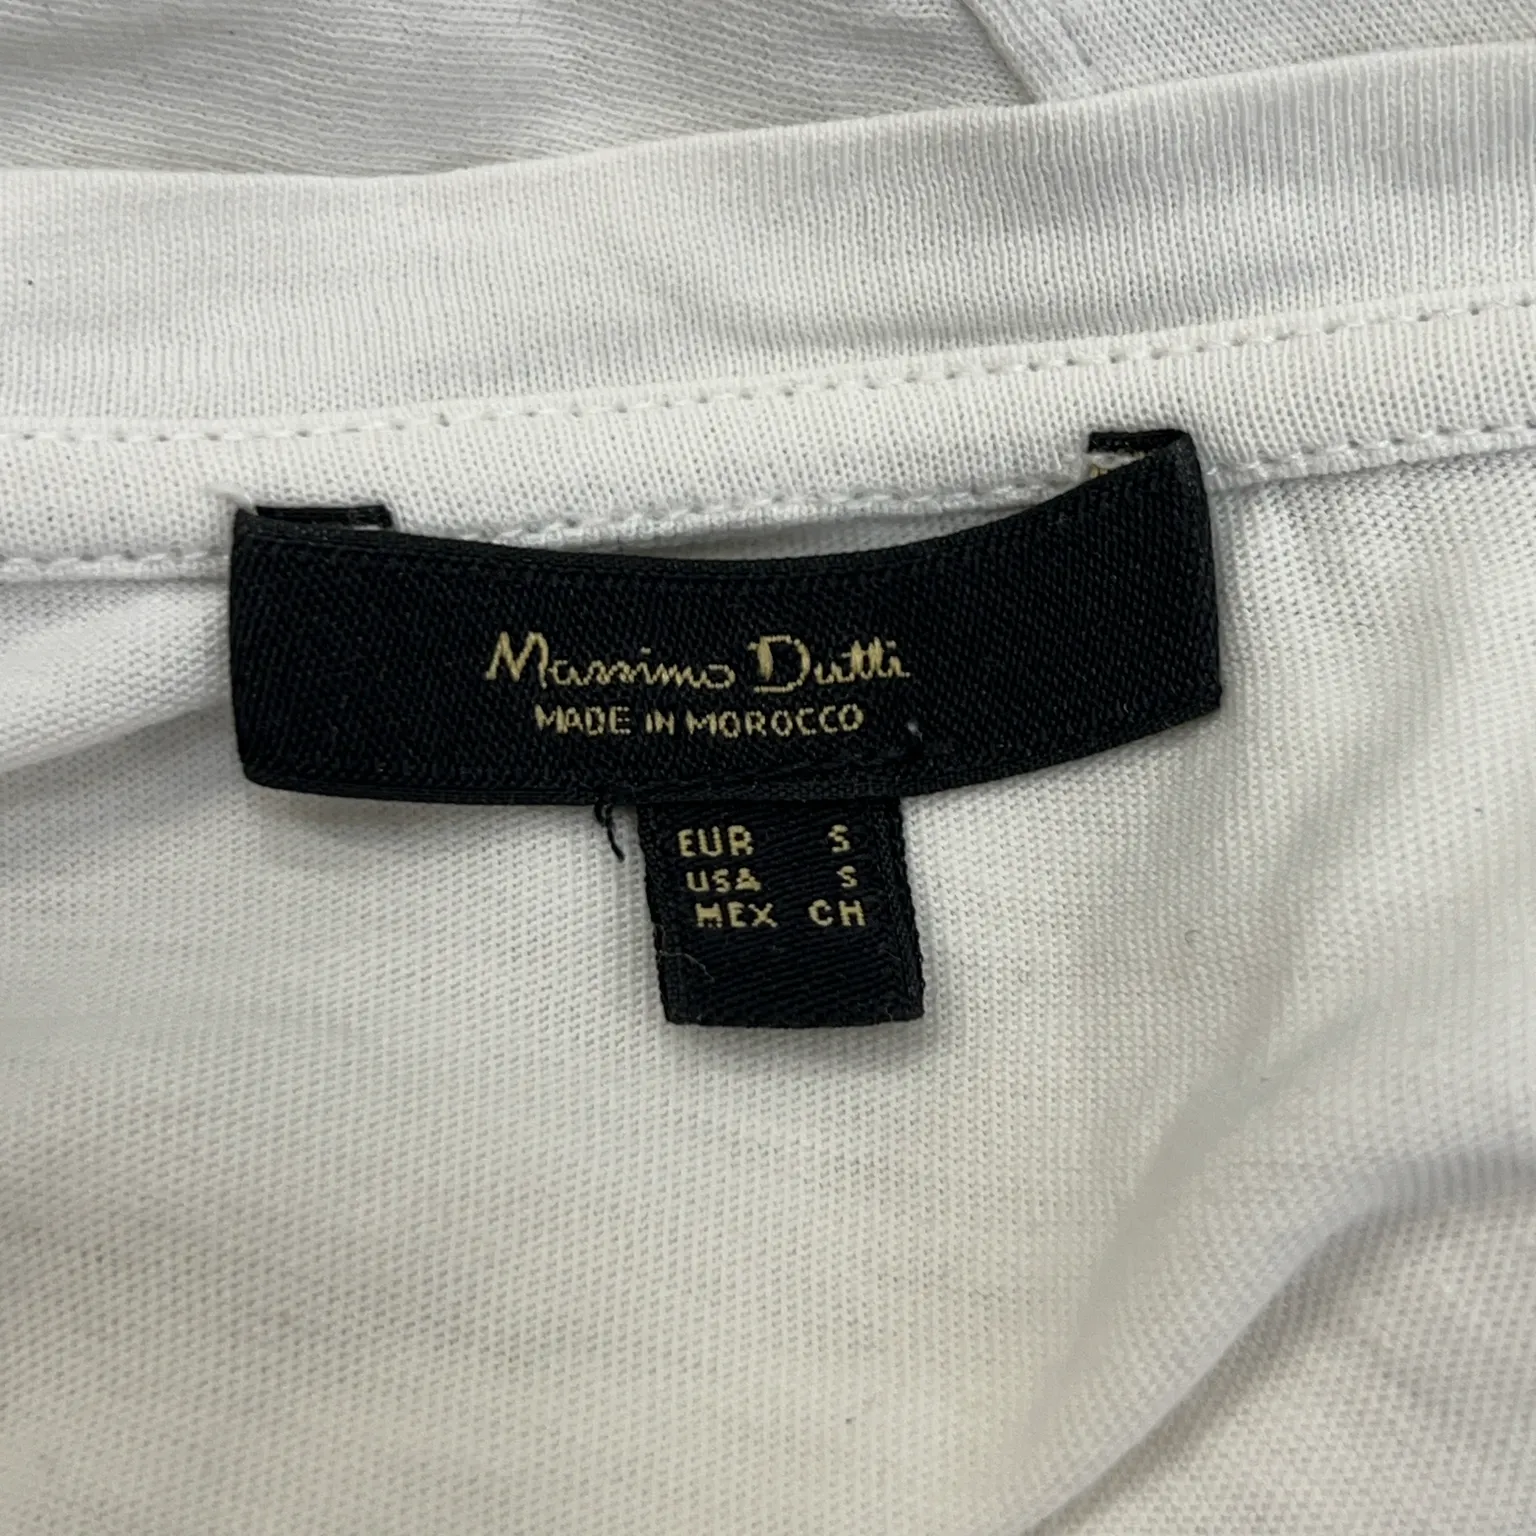 Massimo Dutti
MADE IN MOROCCO
EUR S
USA S
MEX CH